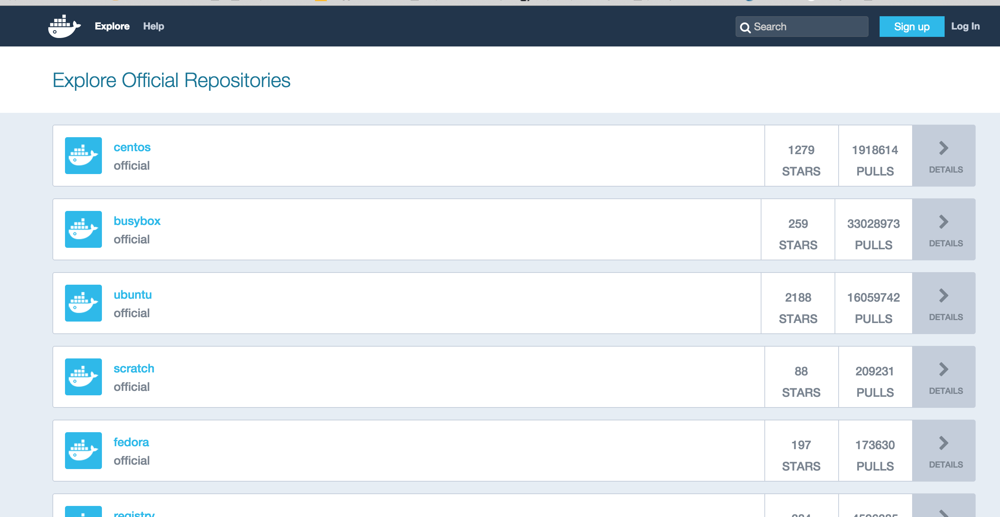 Explore Help Search Sign up Log In
Explore Official Repositories
centos
official
1279
STARS
1918614
PULLS
DETAILS
busybox
official
259
STARS
33028973
PULLS
DETAILS
ubuntu
official
2188
STARS
16059742
PULLS
DETAILS
scratch
official
88
STARS
209231
PULLS
DETAILS
fedora
official
197
STARS
173630
PULLS
DETAILS
registry